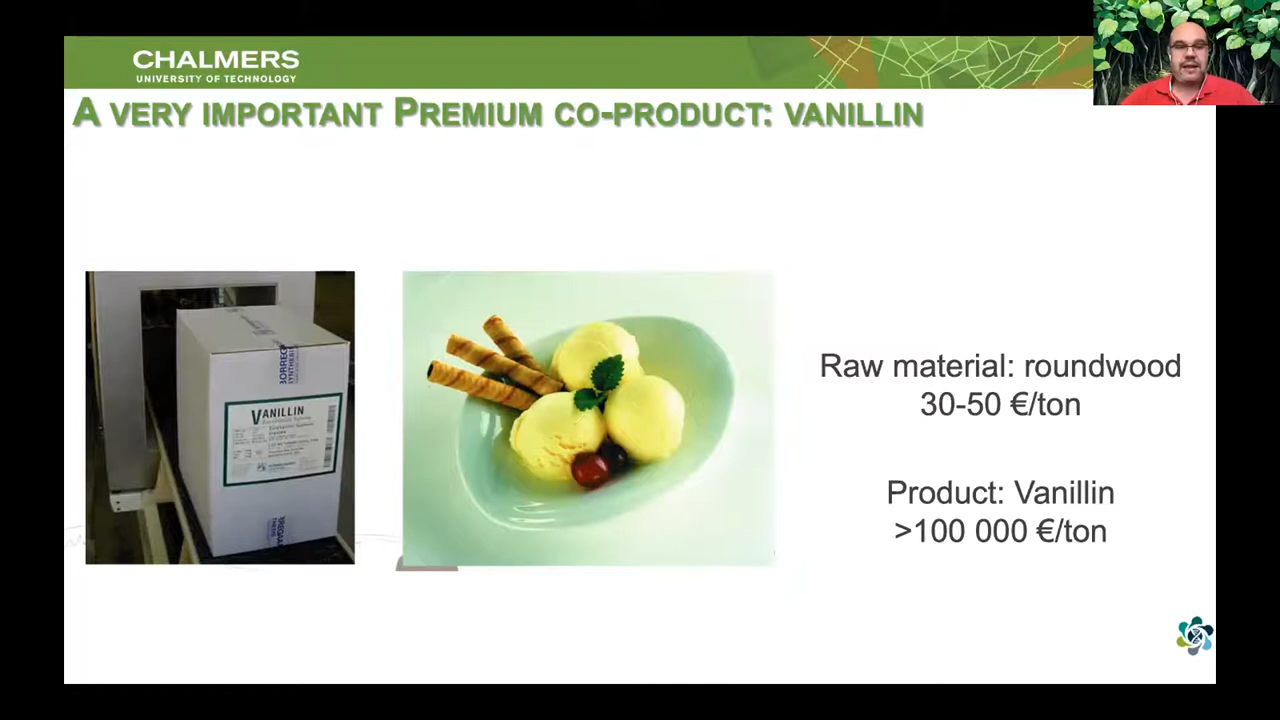 CHALMERS
UNIVERSITY OF TECHNOLOGY
A VERY IMPORTANT PREMIUM CO-PRODUCT: VANILLIN
VANILLIN
Raw material: roundwood
30-50 €/ton
Product: Vanillin
>100 000 €/ton